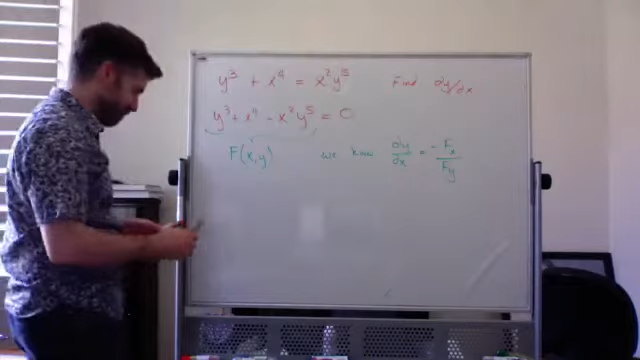 y³ + x⁴ = x²y⁵ Find dy/dx
y³ + x⁴ - x²y⁵ = 0
F(x,y) we know dy/dx = - Fx/Fy